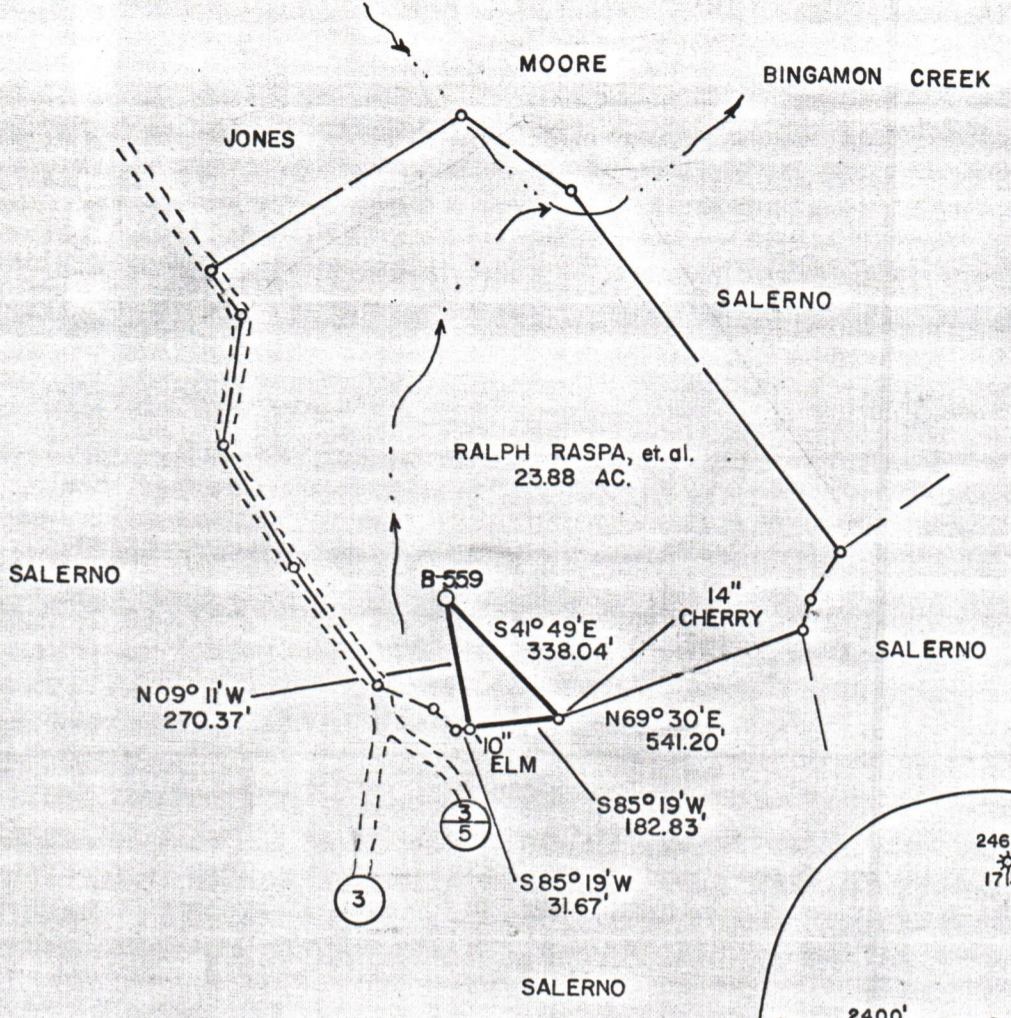 MOORE
BINGAMON CREEK
JONES
SALERNO
RALPH RASPA, et. al.
23.88 AC.
SALERNO
B-559
14"
CHERRY
S41° 49'E
338.04'
SALERNO
N09° 11'W
270.37'
N69° 30'E
541.20'
10"
ELM
S85° 19'W
182.83'
3
5
S85° 19'W
31.67'
3
246
171
SALERNO
2400'